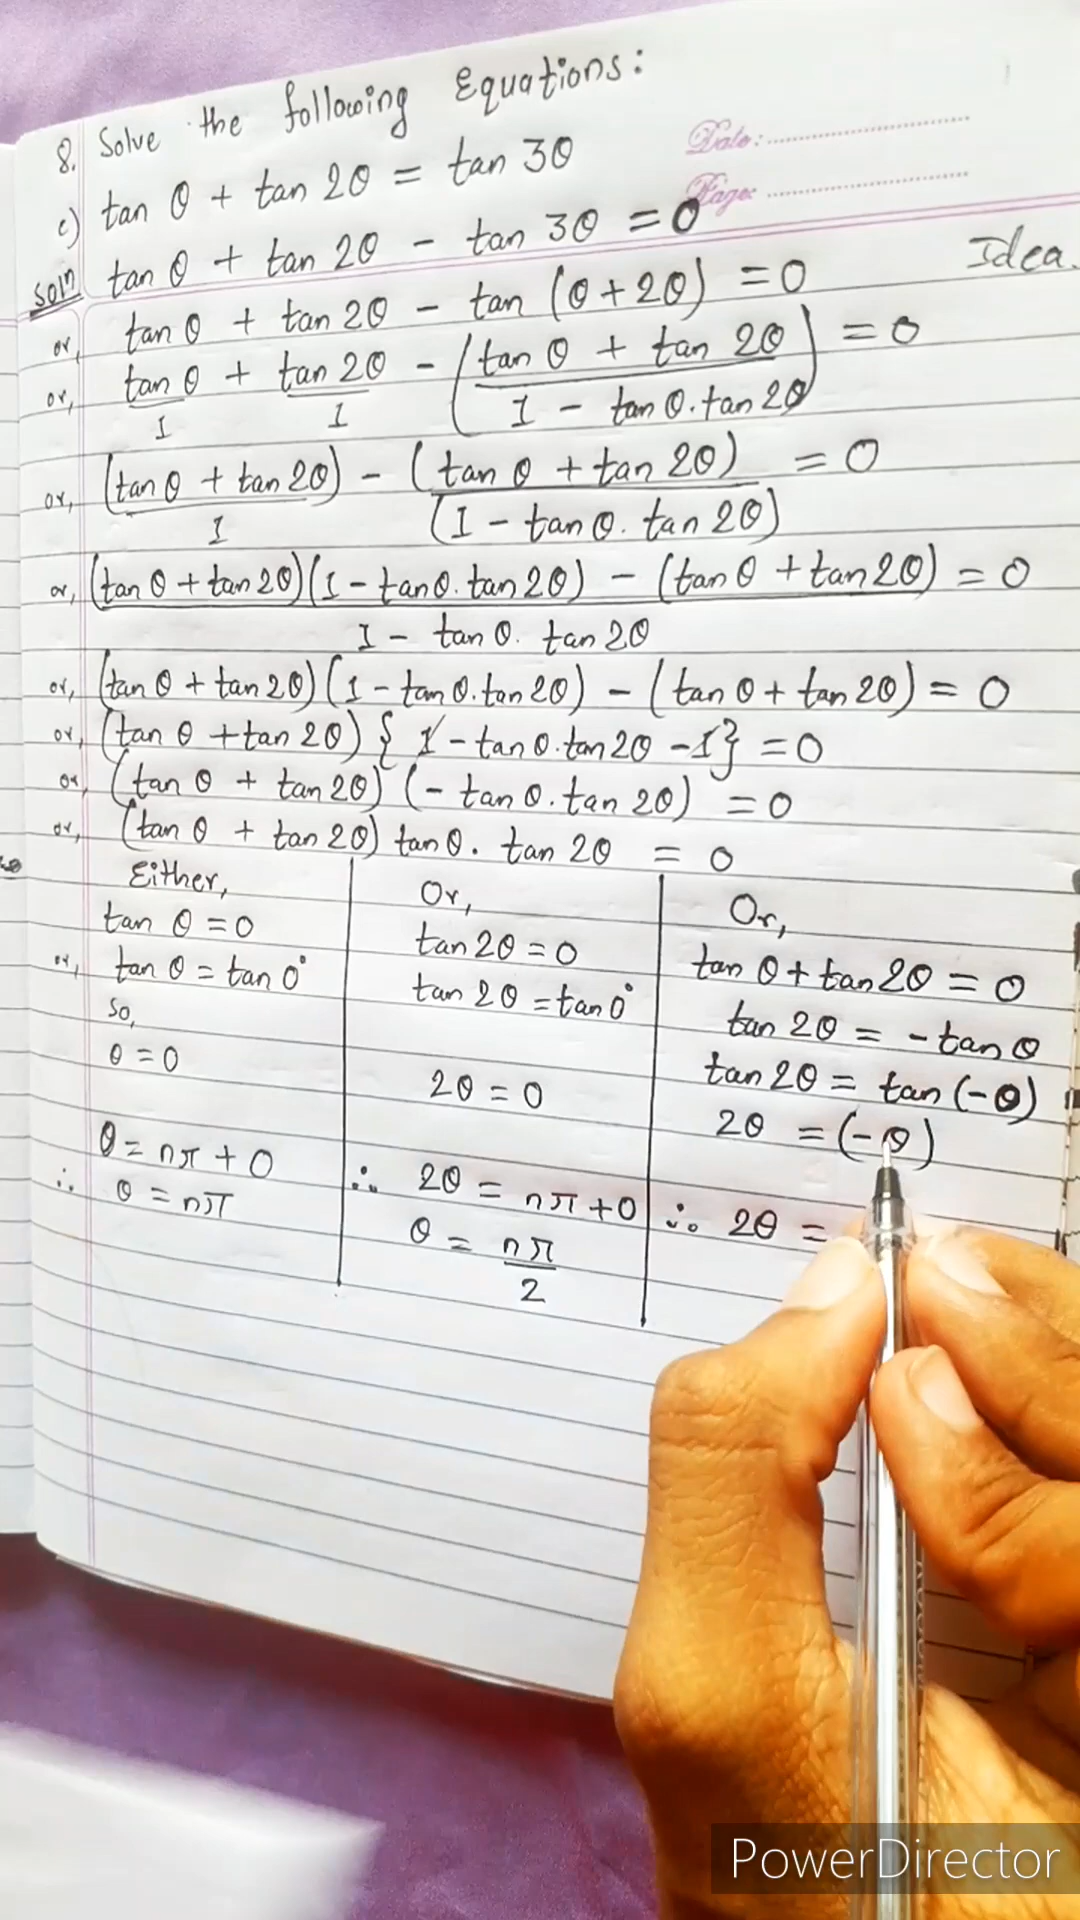 8. Solve the following Equations:
c) tan θ + tan 2θ = tan 3θ
Date:
Page:
Soln tan θ + tan 2θ - tan 3θ = 0
Idea.
or, tan θ + tan 2θ - tan (θ + 2θ) = 0
or, tan θ/1 + tan 2θ/1 - (tan θ + tan 2θ / 1 - tan θ. tan 2θ) = 0
or, (tan θ + tan 2θ)/1 - (tan θ + tan 2θ)/(1 - tan θ. tan 2θ) = 0
or, (tan θ + tan 2θ)(1 - tan θ. tan 2θ) - (tan θ + tan 2θ) = 0
1 - tan θ. tan 2θ
or, (tan θ + tan 2θ)(1 - tan θ. tan 2θ) - (tan θ + tan 2θ) = 0
or, (tan θ + tan 2θ) { 1 - tan θ. tan 2θ - 1} = 0
or, (tan θ + tan 2θ) (- tan θ. tan 2θ) = 0
or, (tan θ + tan 2θ) tan θ. tan 2θ = 0
Either,
tan θ = 0
or, tan θ = tan 0°
so,
θ = 0
θ = nπ + 0
∴ θ = nπ
Or,
tan 2θ = 0
tan 2θ = tan 0°
2θ = 0
∴ 2θ = nπ + 0
θ = nπ/2
Or,
tan θ + tan 2θ = 0
tan 2θ = - tan θ
tan 2θ = tan (-θ)
2θ = (-θ)
∴ 2θ =
PowerDirector